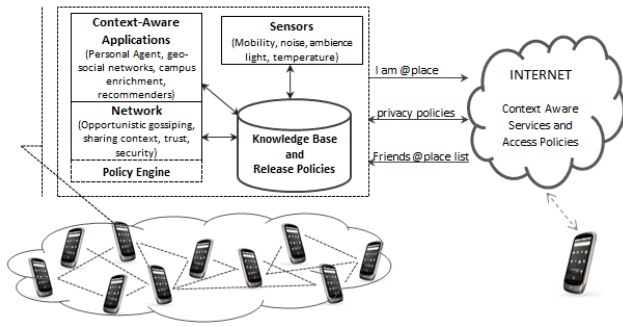 Context-Aware
Applications
(Personal Agent, geo-
social networks, campus
enrichment,
recommenders)
Network
(Opportunistic gossiping,
sharing context, trust,
security)
Policy Engine
Sensors
(Mobility, noise, ambience
light, temperature)
Knowledge Base
and
Release Policies
I am @place
privacy policies
Friends @place list
INTERNET
Context Aware
Services and
Access Policies